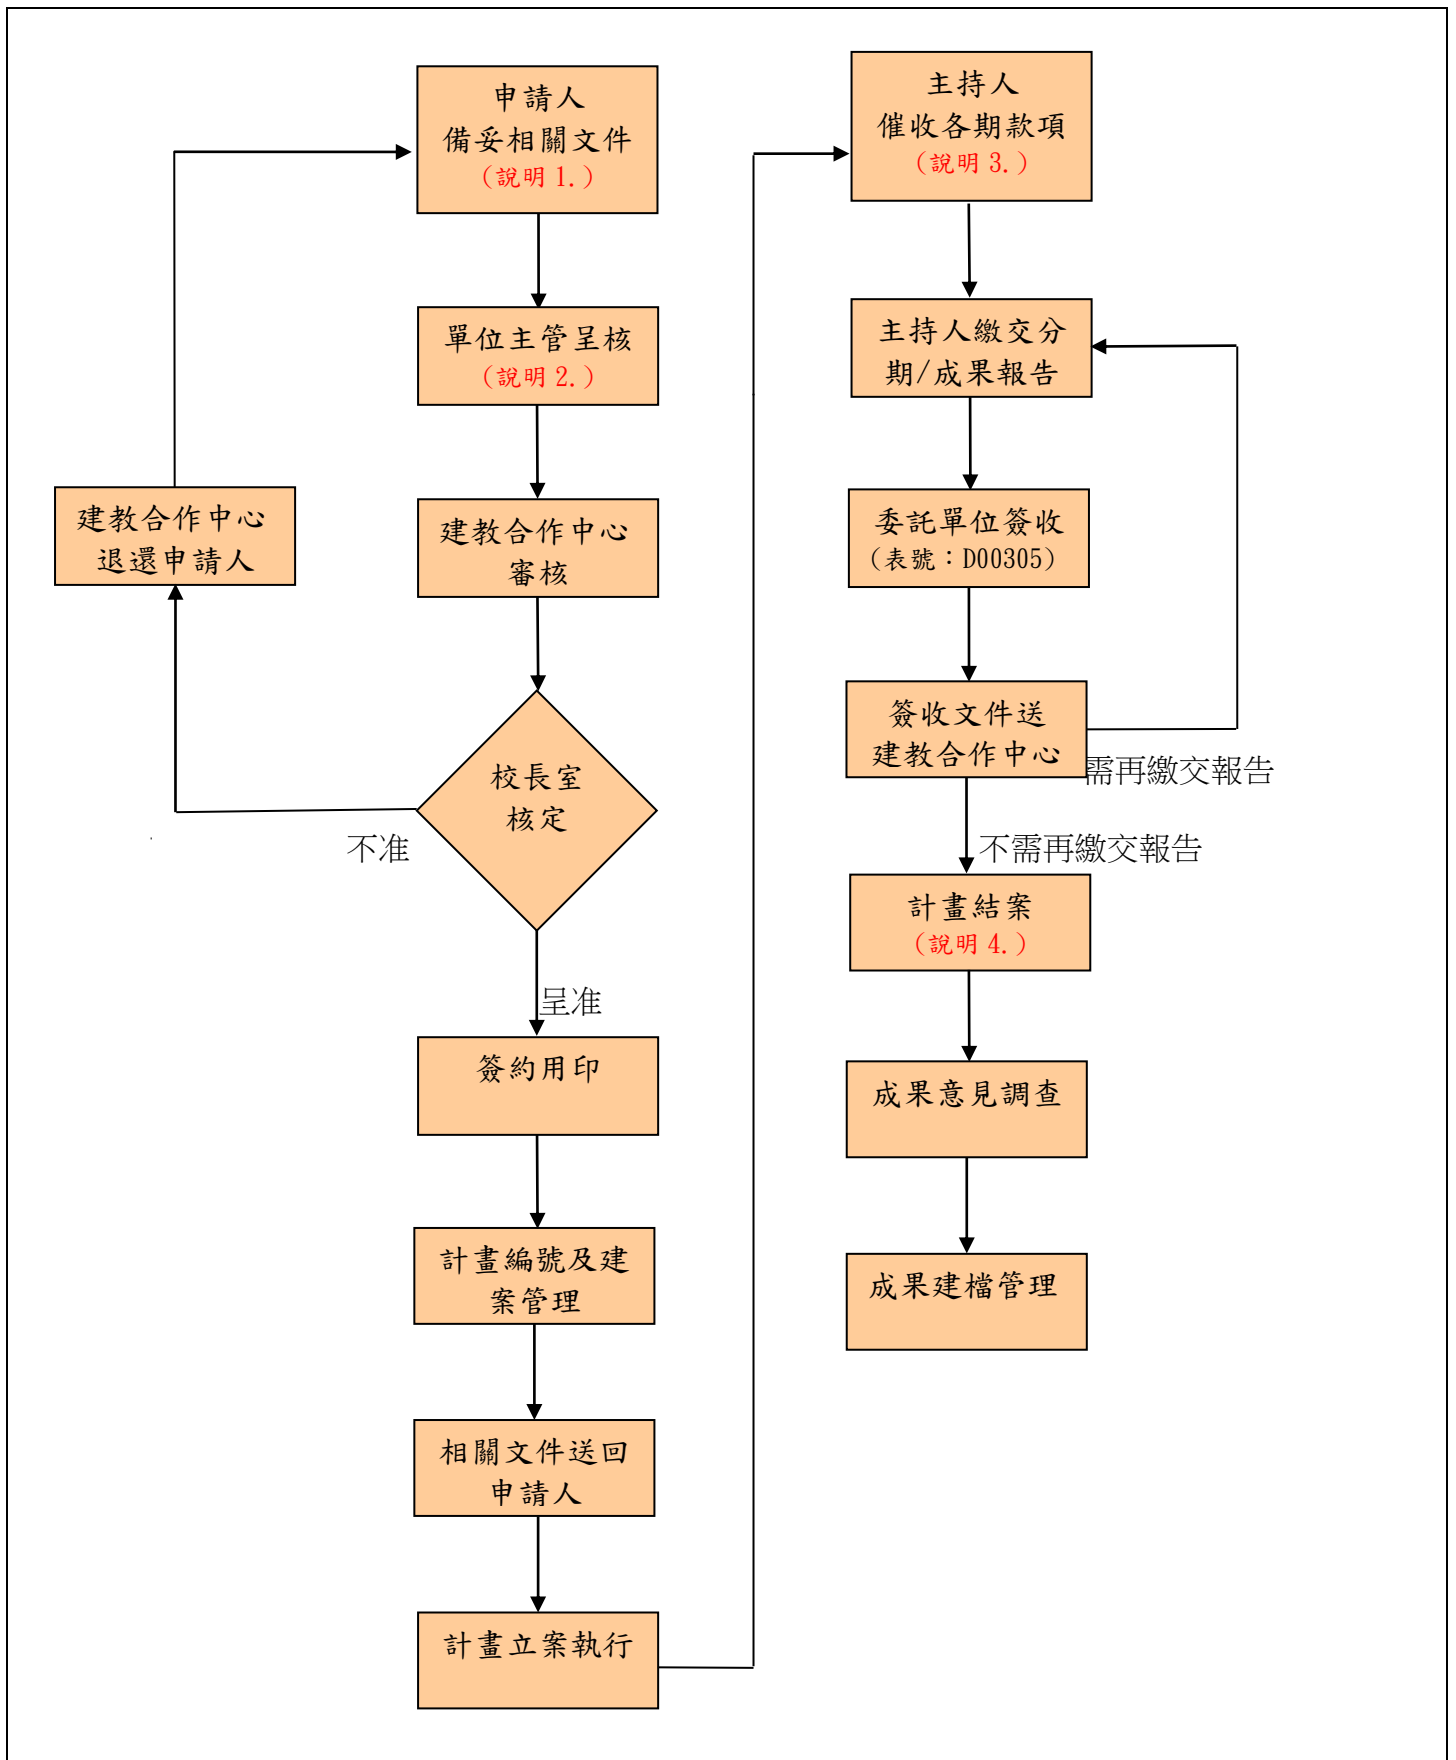 申請人
備妥相關文件
(說明 1.)
單位主管呈核
(說明 2.)
建教合作中心
退還申請人
建教合作中心
審核
校長室
核定
不准
呈准
簽約用印
計畫編號及建
案管理
相關文件送回
申請人
計畫立案執行
主持人
催收各期款項
(說明 3.)
主持人繳交分
期/成果報告
委託單位簽收
(表號：D00305)
簽收文件送
建教合作中心
需再繳交報告
不需再繳交報告
計畫結案
(說明 4.)
成果意見調查
成果建檔管理